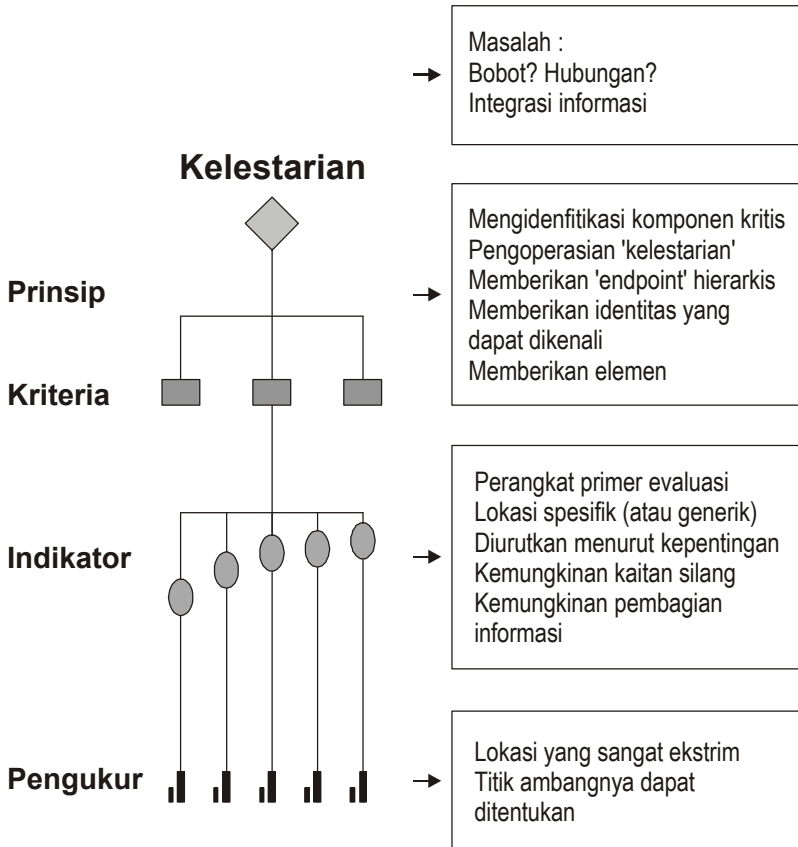 Masalah :
Bobot? Hubungan?
Integrasi informasi
Kelestarian
Prinsip
Mengidenfitikasi komponen kritis
Pengoperasian 'kelestarian'
Memberikan 'endpoint' hierarkis
Memberikan identitas yang
dapat dikenali
Memberikan elemen
Kriteria
Indikator
Perangkat primer evaluasi
Lokasi spesifik (atau generik)
Diurutkan menurut kepentingan
Kemungkinan kaitan silang
Kemungkinan pembagian
informasi
Pengukur
Lokasi yang sangat ekstrim
Titik ambangnya dapat
ditentukan